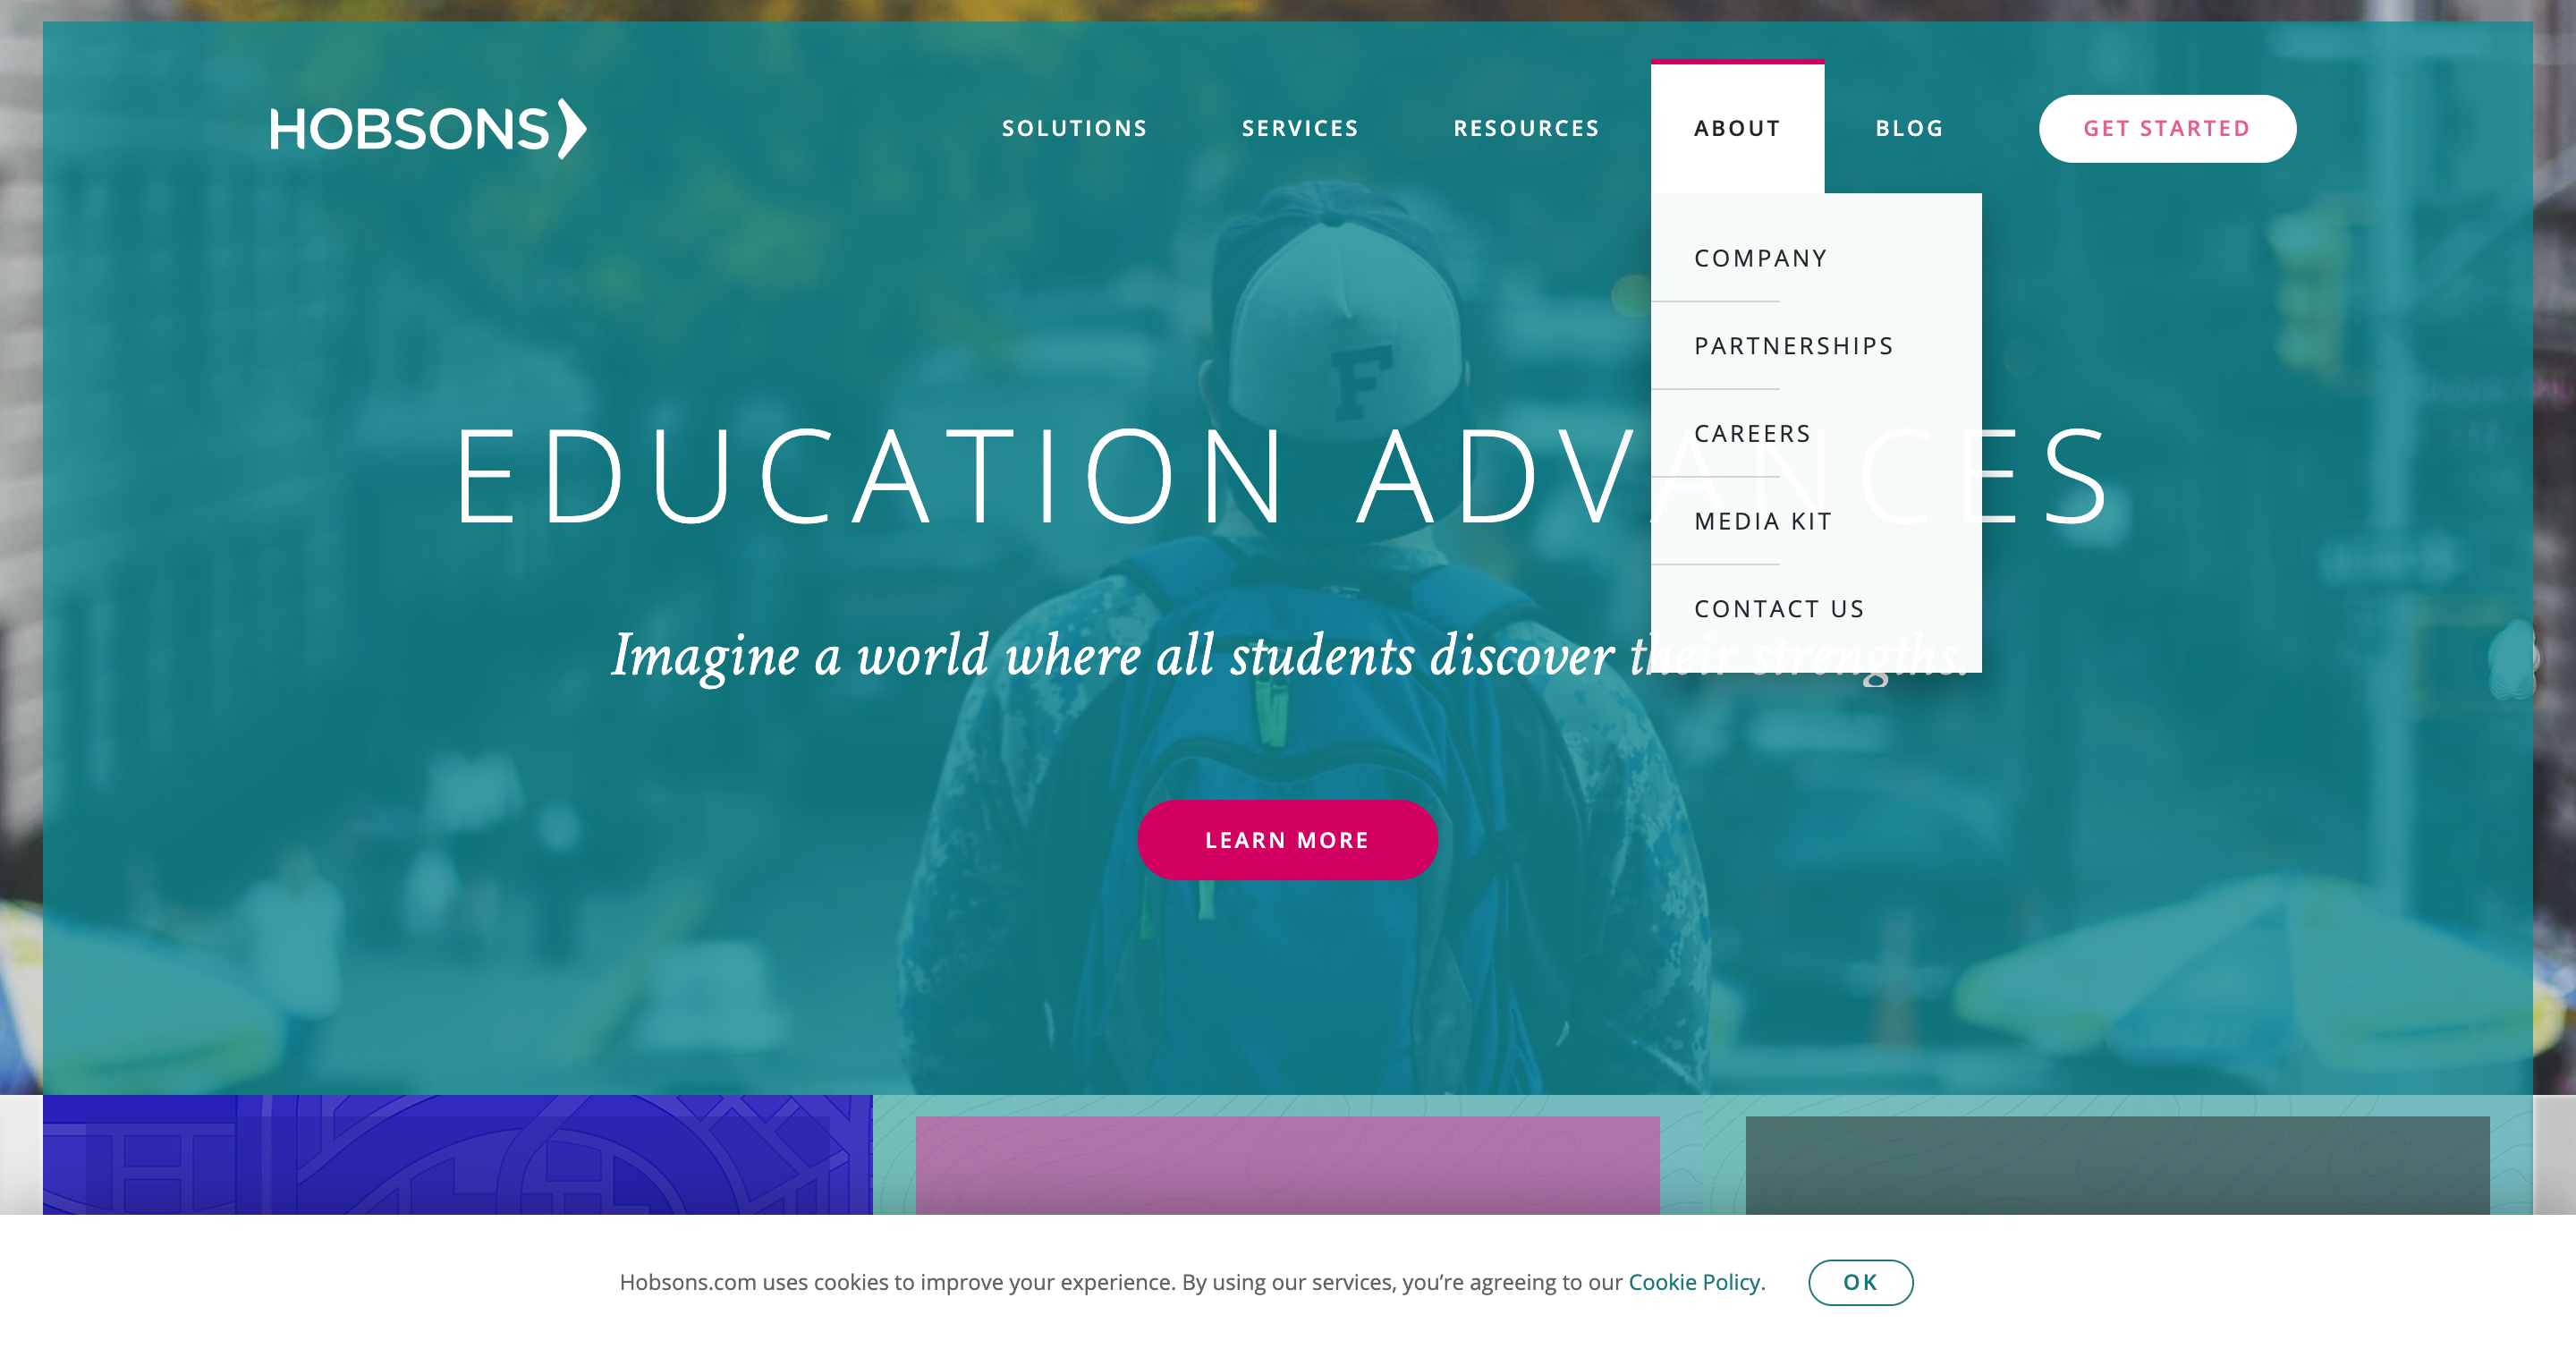 HOBSONS
SOLUTIONS
SERVICES
RESOURCES
ABOUT
BLOG
GET STARTED
COMPANY
PARTNERSHIPS
CAREERS
MEDIA KIT
CONTACT US
F
EDUCATION ADVANCES
Imagine a world where all students discover their strengths.
LEARN MORE
Hobsons.com uses cookies to improve your experience. By using our services, you’re agreeing to our Cookie Policy.
OK